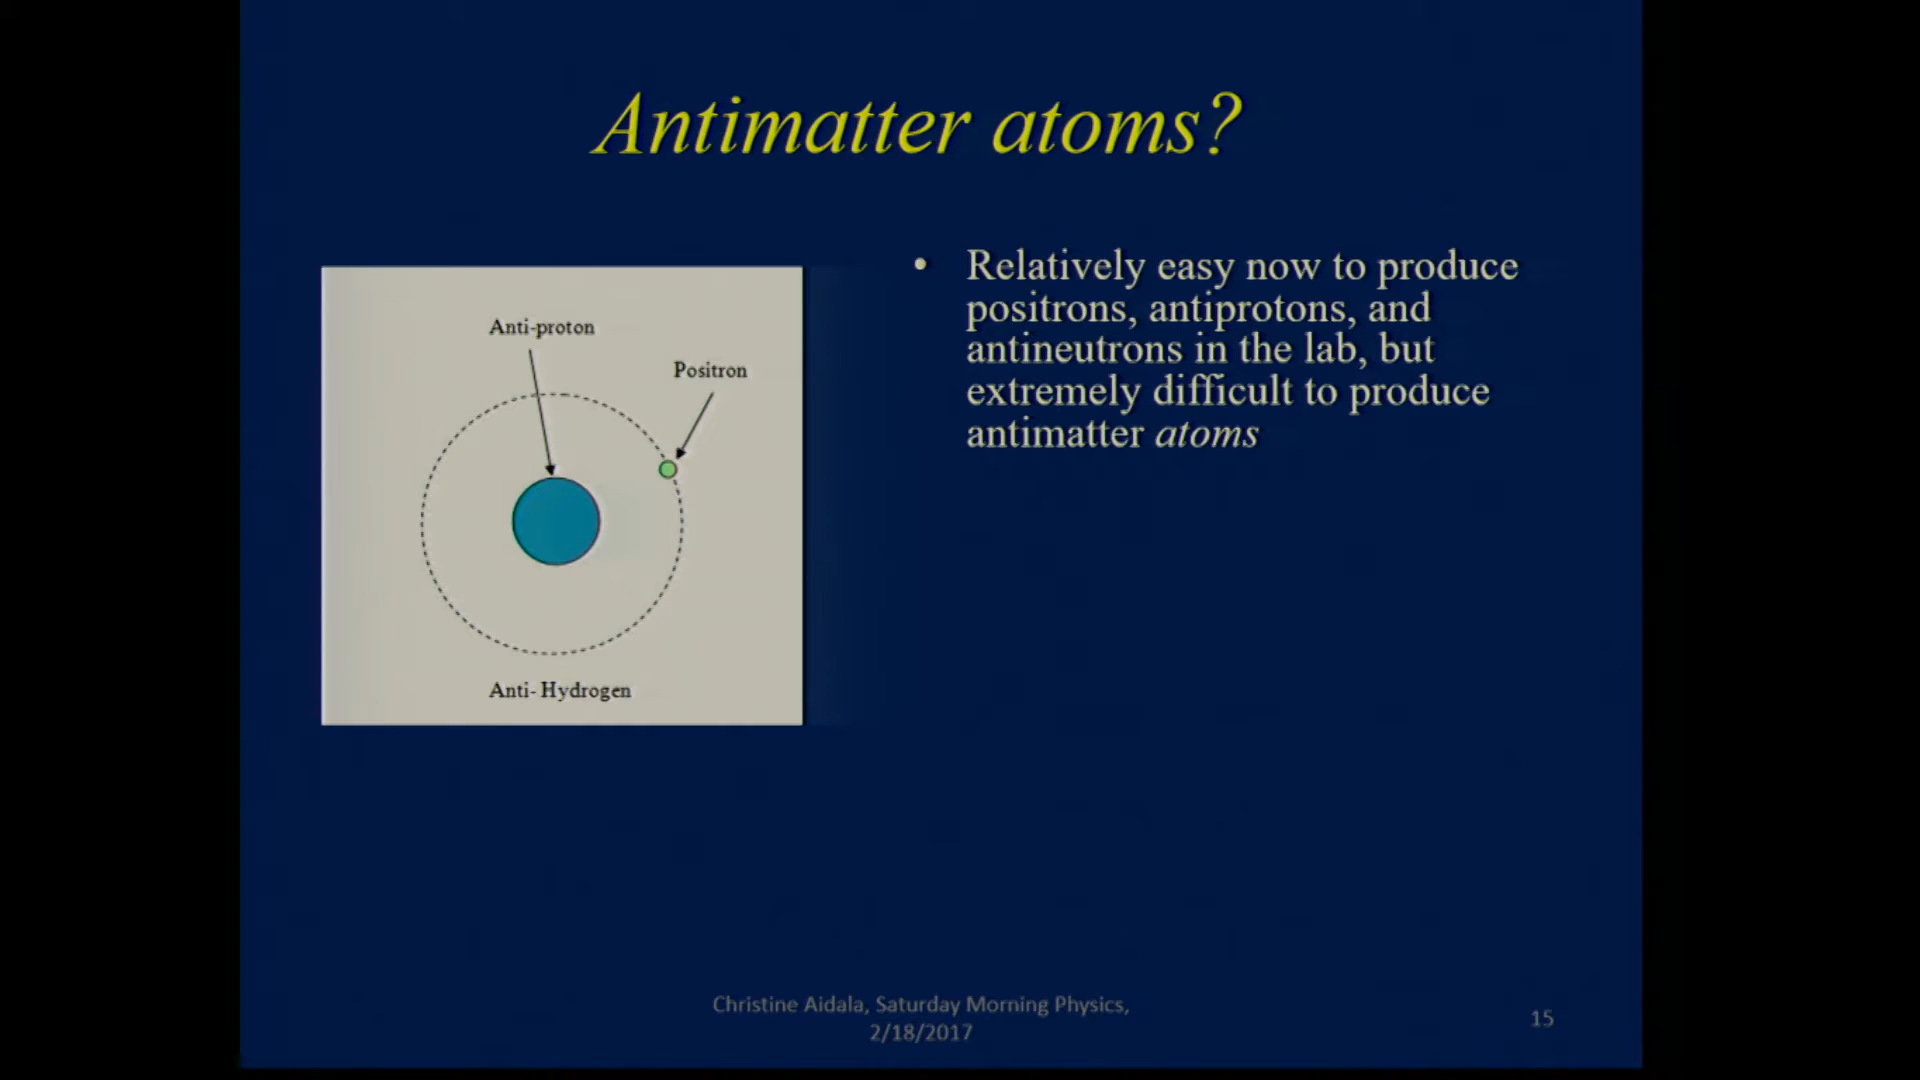 Antimatter atoms?
Anti-proton
Positron
Anti- Hydrogen
• Relatively easy now to produce
positrons, antiprotons, and
antineutrons in the lab, but
extremely difficult to produce
antimatter atoms
Christine Aidala, Saturday Morning Physics,
2/18/2017
15